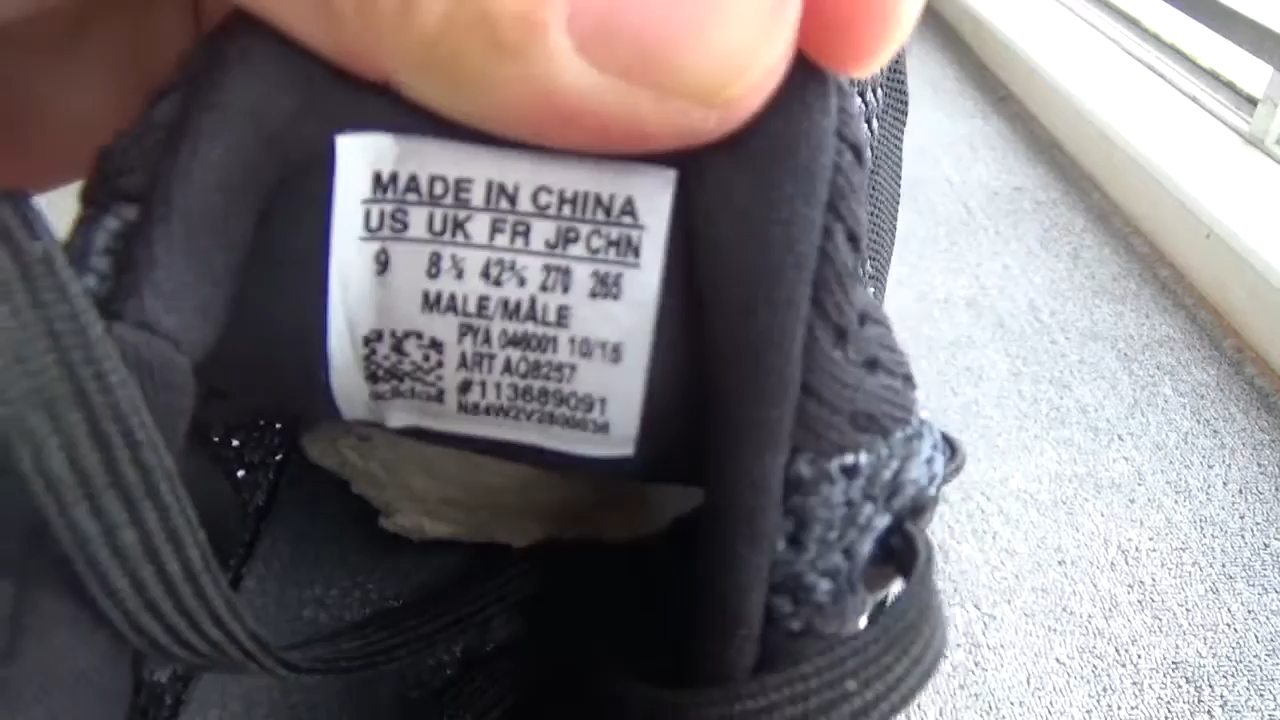 MADE IN CHINA
US UK FR JP CHN
9 8½ 42⅔ 270 265
MALE/MÂLE
PYA 046001 10/15
ART AQ8257
#113689091
adidas